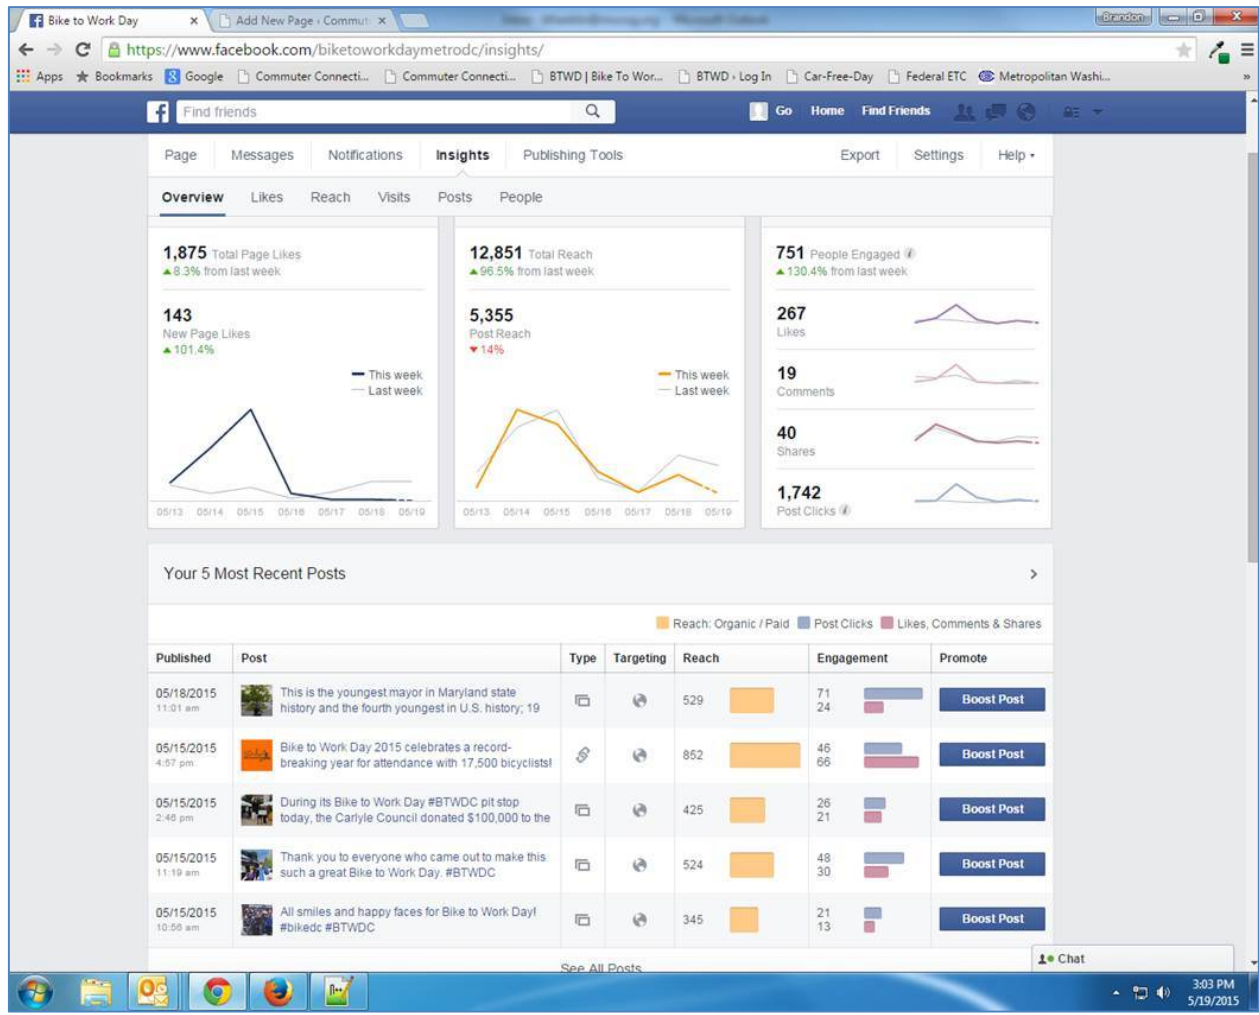 Bike to Work Day
Add New Page ‹ Commut
Brandon
https://www.facebook.com/biketoworkdaymetrodc/insights/
Apps Bookmarks Google Commuter Connecti... Commuter Connecti... BTWD | Bike To Wor... BTWD › Log In Car-Free-Day Federal ETC Metropolitan Washi... »
Find friends Go Home Find Friends
Page Messages Notifications Insights Publishing Tools Export Settings Help
Overview Likes Reach Visits Posts People
1,875 Total Page Likes
8.3% from last week
143
New Page Likes
101.4%
This week
Last week
05/13 05/14 05/15 05/16 05/17 05/18 05/19
12,851 Total Reach
96.5% from last week
5,355
Post Reach
14%
This week
Last week
05/13 05/14 05/15 05/16 05/17 05/18 05/19
751 People Engaged
130.4% from last week
267
Likes
19
Comments
40
Shares
1,742
Post Clicks
Your 5 Most Recent Posts
Reach: Organic / Paid Post Clicks Likes, Comments & Shares
Published Post Type Targeting Reach Engagement Promote
05/18/2015
11:01 am
This is the youngest mayor in Maryland state
history and the fourth youngest in U.S. history; 19
529
71
24
Boost Post
05/15/2015
4:57 pm
Bike to Work Day 2015 celebrates a record-
breaking year for attendance with 17,500 bicyclists!
852
46
66
Boost Post
05/15/2015
2:46 pm
During its Bike to Work Day #BTWDC pit stop
today, the Carlyle Council donated $100,000 to the
425
26
21
Boost Post
05/15/2015
11:19 am
Thank you to everyone who came out to make this
such a great Bike to Work Day. #BTWDC
524
48
30
Boost Post
05/15/2015
10:56 am
All smiles and happy faces for Bike to Work Day!
#bikedc #BTWDC
345
21
13
Boost Post
See All Posts
Chat
3:03 PM
5/19/2015